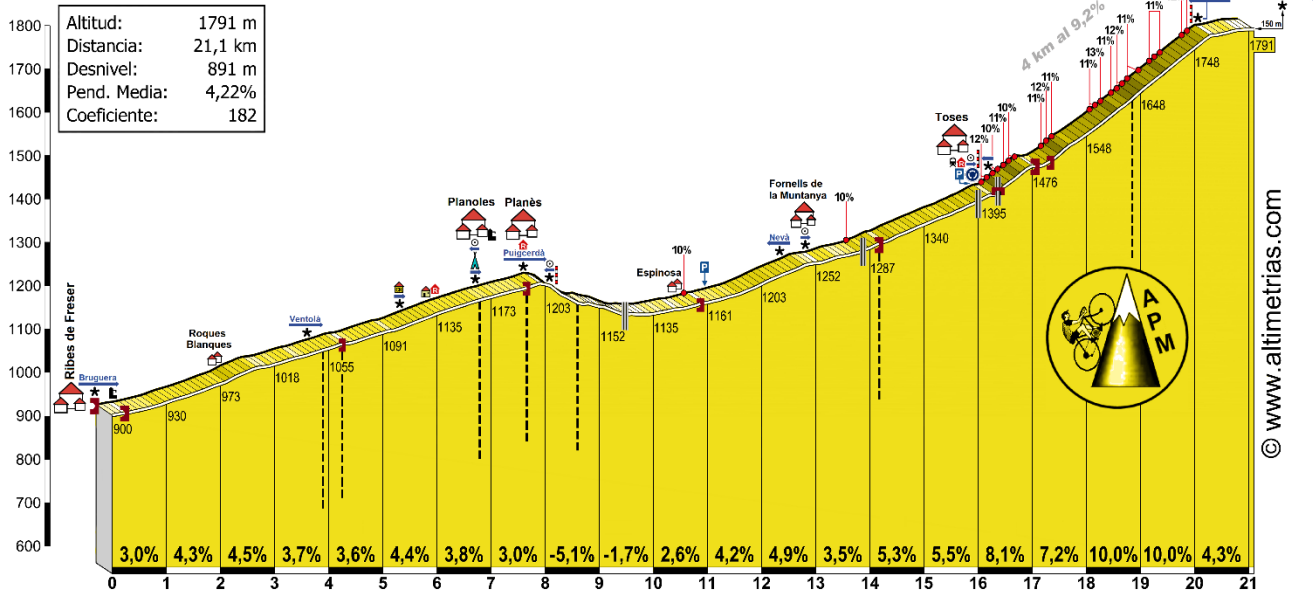 Altitud: 1791 m
Distancia: 21,1 km
Desnivel: 891 m
Pend. Media: 4,22%
Coeficiente: 182
1800
1700
1600
1500
1400
1300
1200
1100
1000
900
800
700
600
Ribes de Freser
Bruguera
Roques
Blanques
Ventolà
Planoles
Planès
Puigcerdà
Espinosa
P
10%
Nevà
Fornells de
la Muntanya
10%
Toses
P
12%
10%
11%
10%
11%
12%
11%
4 km al 9,2%
11%
13%
11%
12%
11%
11%
150 m
900
930
973
1018
1055
1091
1135
1173
1203
1152
1135
1161
1203
1252
1287
1340
1395
1476
1548
1648
1748
1791
APM
© www.altimetrias.com
3,0% 4,3% 4,5% 3,7% 3,6% 4,4% 3,8% 3,0% -5,1% -1,7% 2,6% 4,2% 4,9% 3,5% 5,3% 5,5% 8,1% 7,2% 10,0% 10,0% 4,3%
0 1 2 3 4 5 6 7 8 9 10 11 12 13 14 15 16 17 18 19 20 21